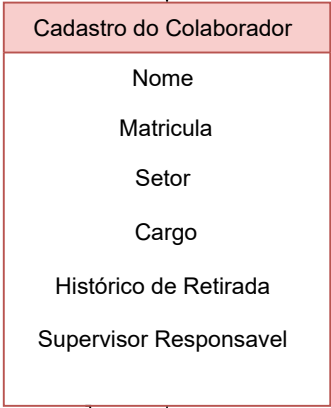 Cadastro do Colaborador
Nome
Matricula
Setor
Cargo
Histórico de Retirada
Supervisor Responsavel